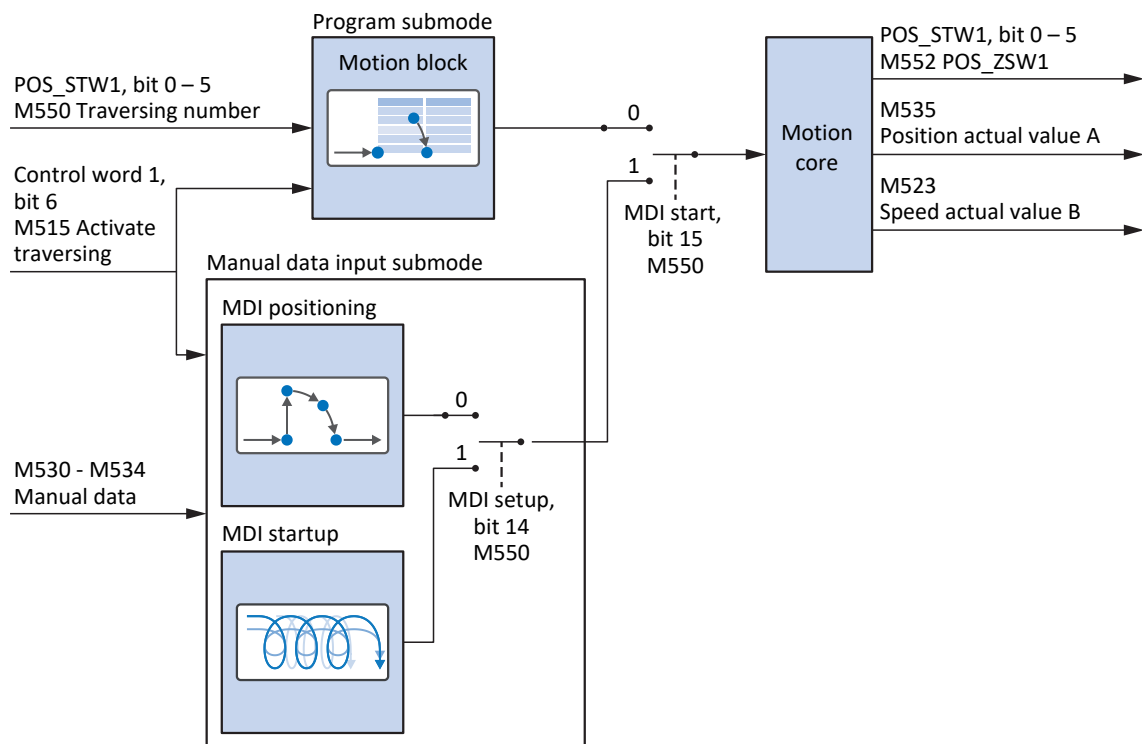 Program submode
Motion block
POS_STW1, bit 0 – 5
M550 Traversing number
Control word 1,
bit 6
M515 Activate
traversing
0
1
MDI start,
bit 15
M550
Motion
core
POS_STW1, bit 0 – 5
M552 POS_ZSW1
M535
Position actual value A
M523
Speed actual value B
Manual data input submode
MDI positioning
0
1
MDI setup,
bit 14
M550
M530 - M534
Manual data
MDI startup